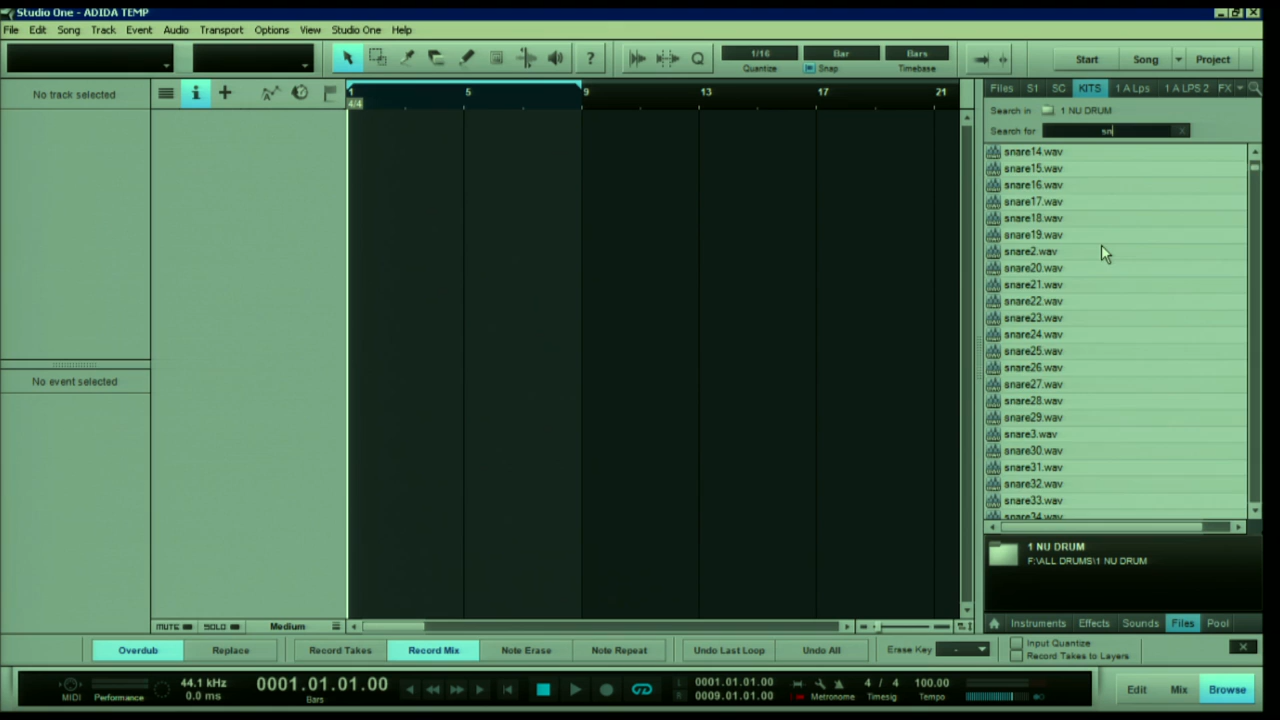 Studio One - ADIDA TEMP
File Edit Song Track Event Audio Transport Options View Studio One Help
1/16 Bar Bars
Quantize Snap Timebase
Start Song Project
No track selected
1 5 9 13 17 21
4/4
Files S1 SC KITS 1 A Lps 1 A LPS 2 FX
Search in 1 NU DRUM
Search for sn
snare14.wav
snare15.wav
snare16.wav
snare17.wav
snare18.wav
snare19.wav
snare2.wav
snare20.wav
snare21.wav
snare22.wav
snare23.wav
snare24.wav
snare25.wav
snare26.wav
snare27.wav
snare28.wav
snare29.wav
snare3.wav
snare30.wav
snare31.wav
snare32.wav
snare33.wav
snare34.wav
No event selected
1 NU DRUM
F:\ALL DRUMS\1 NU DRUM
MUTE SOLO Medium
Instruments Effects Sounds Files Pool
Overdub Replace Record Takes Record Mix Note Erase Note Repeat Undo Last Loop Undo All Erase Key - Input Quantize
Record Takes to Layers
MIDI Performance 44.1 kHz
0.0 ms
0001.01.01.00
Bars
L 0001.01.01.00
R 0009.01.01.00
Metronome
4 / 4
Timesig
100.00
Tempo
Edit Mix Browse